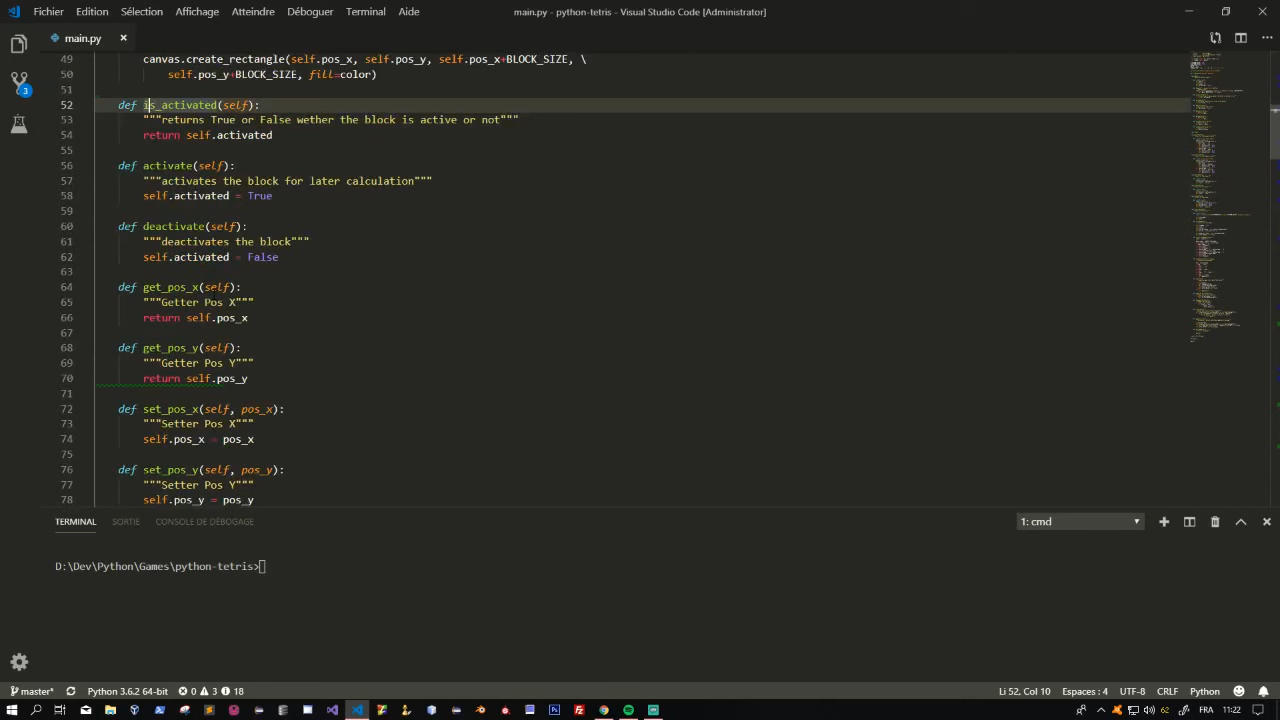 Fichier Edition Sélection Affichage Atteindre Déboguer Terminal Aide main.py - python-tetris - Visual Studio Code [Administrator]
main.py
49 canvas.create_rectangle(self.pos_x, self.pos_y, self.pos_x+BLOCK_SIZE, \
50 self.pos_y+BLOCK_SIZE, fill=color)
51
52 def is_activated(self):
53 """returns True or False wether the block is active or not"""
54 return self.activated
55
56 def activate(self):
57 """activates the block for later calculation"""
58 self.activated = True
59
60 def deactivate(self):
61 """deactivates the block"""
62 self.activated = False
63
64 def get_pos_x(self):
65 """Getter Pos X"""
66 return self.pos_x
67
68 def get_pos_y(self):
69 """Getter Pos Y"""
70 return self.pos_y
71
72 def set_pos_x(self, pos_x):
73 """Setter Pos X"""
74 self.pos_x = pos_x
75
76 def set_pos_y(self, pos_y):
77 """Setter Pos Y"""
78 self.pos_y = pos_y
3
TERMINAL SORTIE CONSOLE DE DÉBOGAGE 1: cmd
D:\Dev\Python\Games\python-tetris>
master* Python 3.6.2 64-bit 0 3 18 Li 52, Col 10 Espaces : 4 UTF-8 CRLF Python
62 FRA 11:22